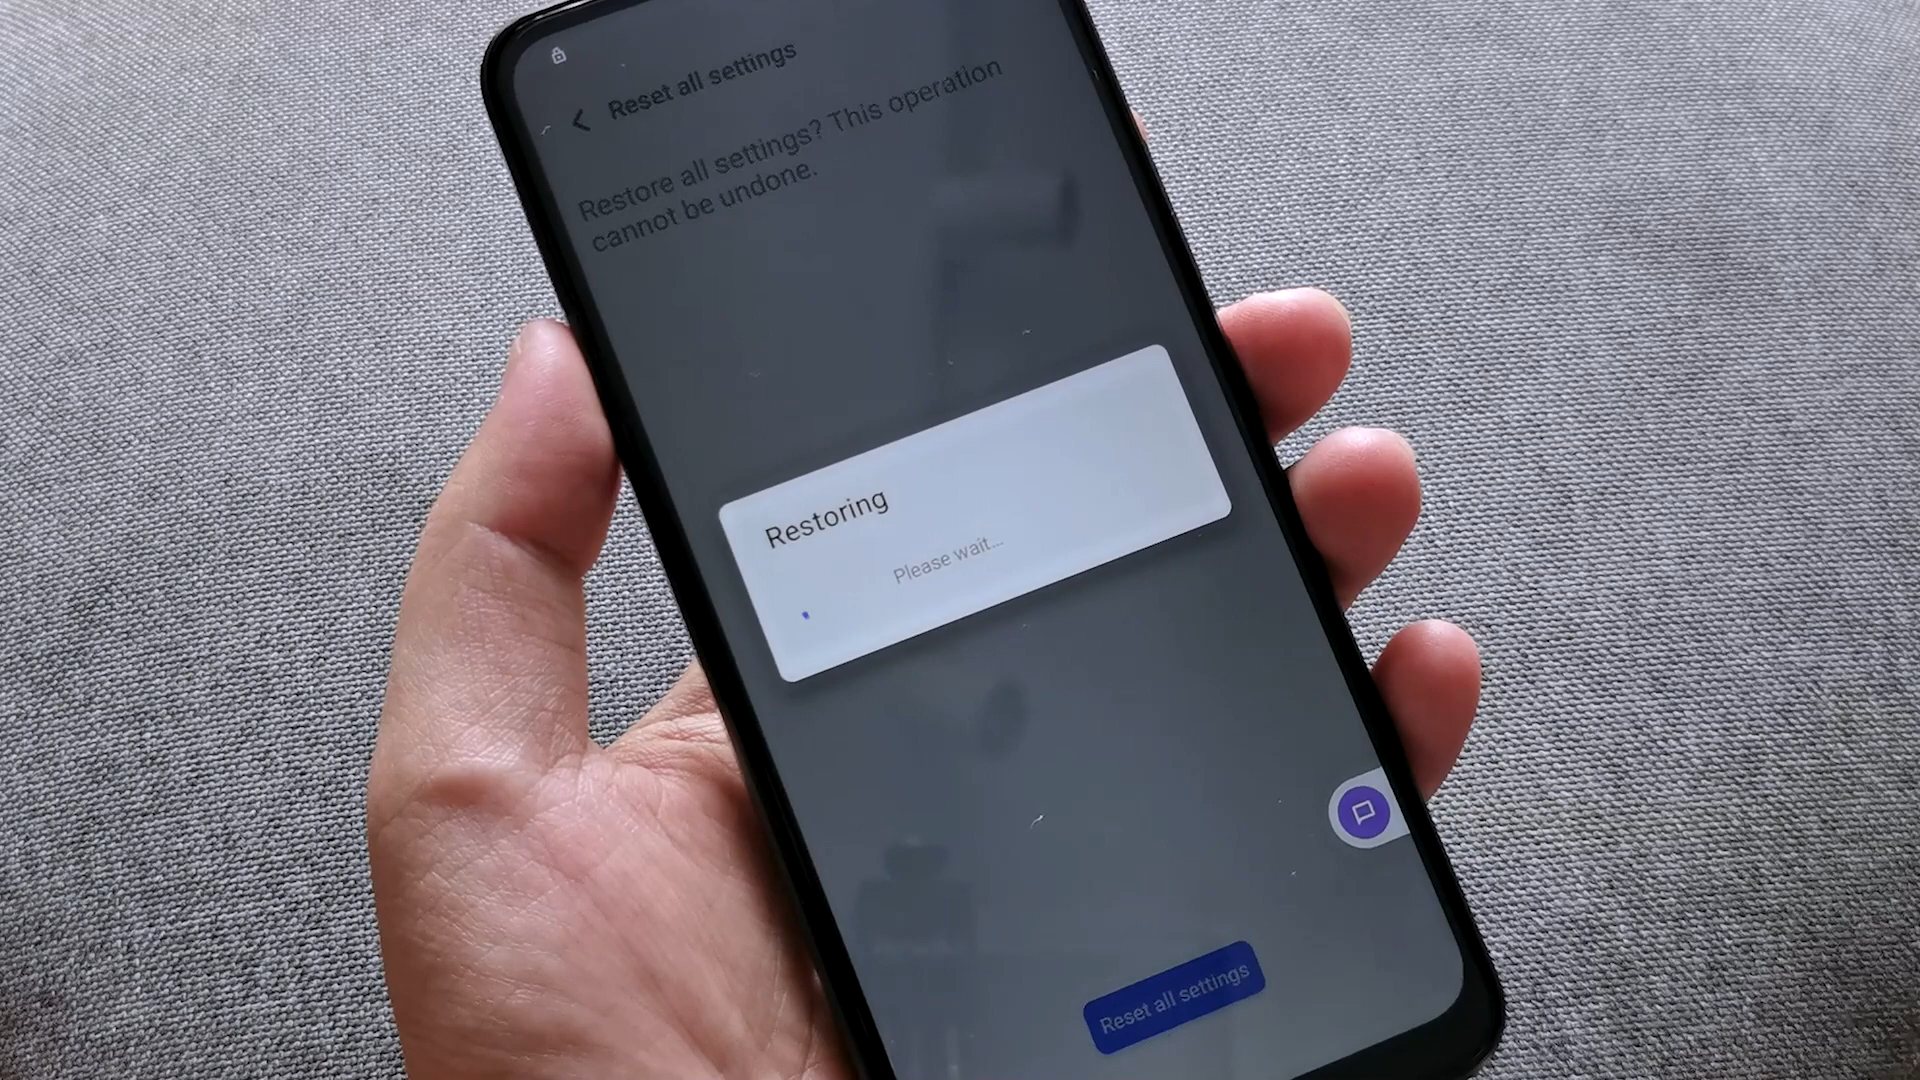 Reset all settings
Restore all settings? This operation
cannot be undone.
Restoring
Please wait...
Reset all settings